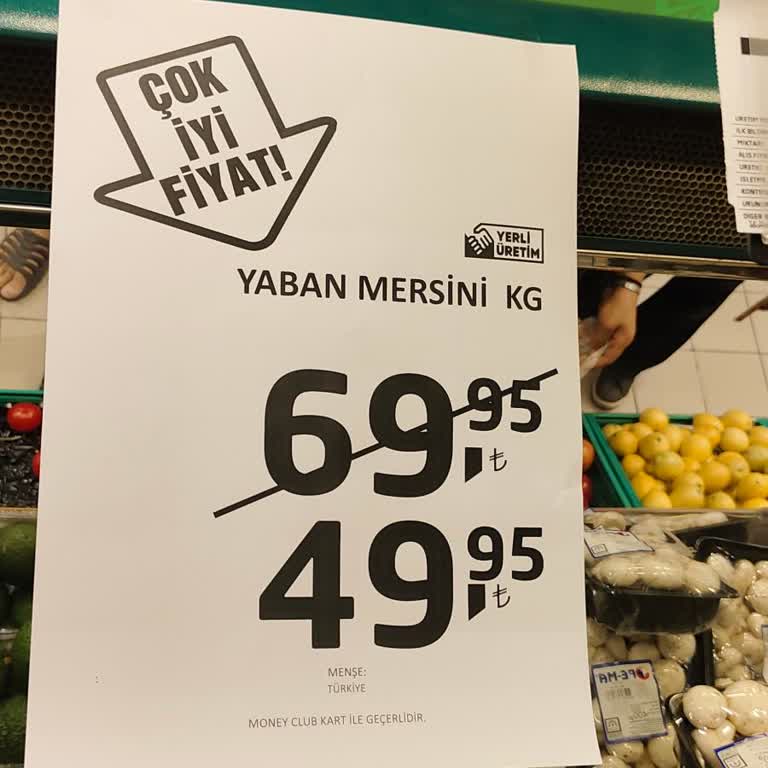 ÇOK
İYİ
FİYAT!
YERLİ
ÜRETİM
YABAN MERSİNİ KG
69,95 ₺
49,95 ₺
MENŞE:
TÜRKİYE
MONEY CLUB KART İLE GEÇERLİDİR.